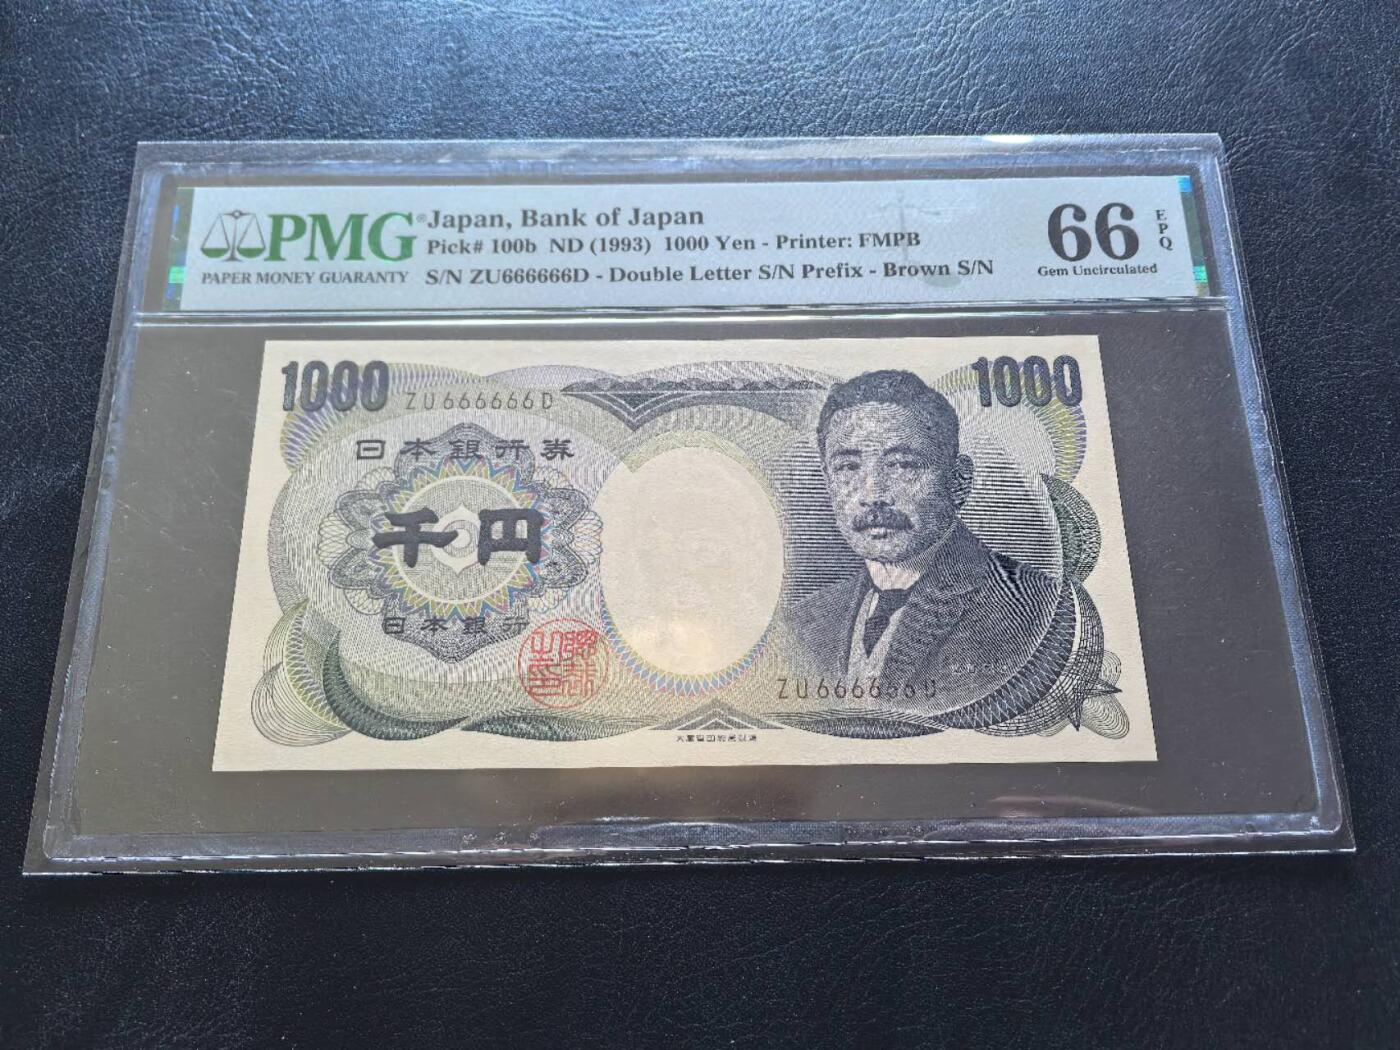 PMG®
PAPER MONEY GUARANTY
Japan, Bank of Japan
Pick# 100b ND (1993) 1000 Yen - Printer: FMPB
S/N ZU666666D - Double Letter S/N Prefix - Brown S/N
66
EPQ
Gem Uncirculated
1000
ZU666666D
1000
日本銀行券
千円
日本銀行
ZU666666D